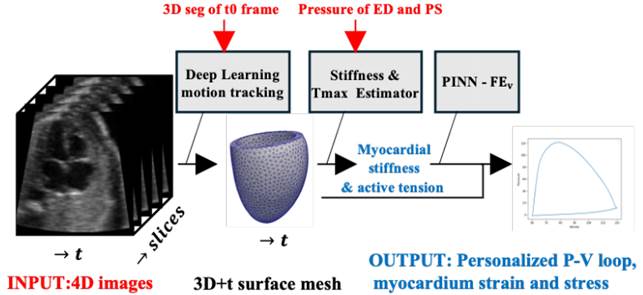 3D seg of t0 frame
Pressure of ED and PS
Deep Learning
motion tracking
Stiffness &
Tmax Estimator
PINN - FEv
Myocardial
stiffness
& active tension
→ t
→ slices
→ t
INPUT:4D images
3D+t surface mesh
OUTPUT: Personalized P-V loop,
myocardium strain and stress